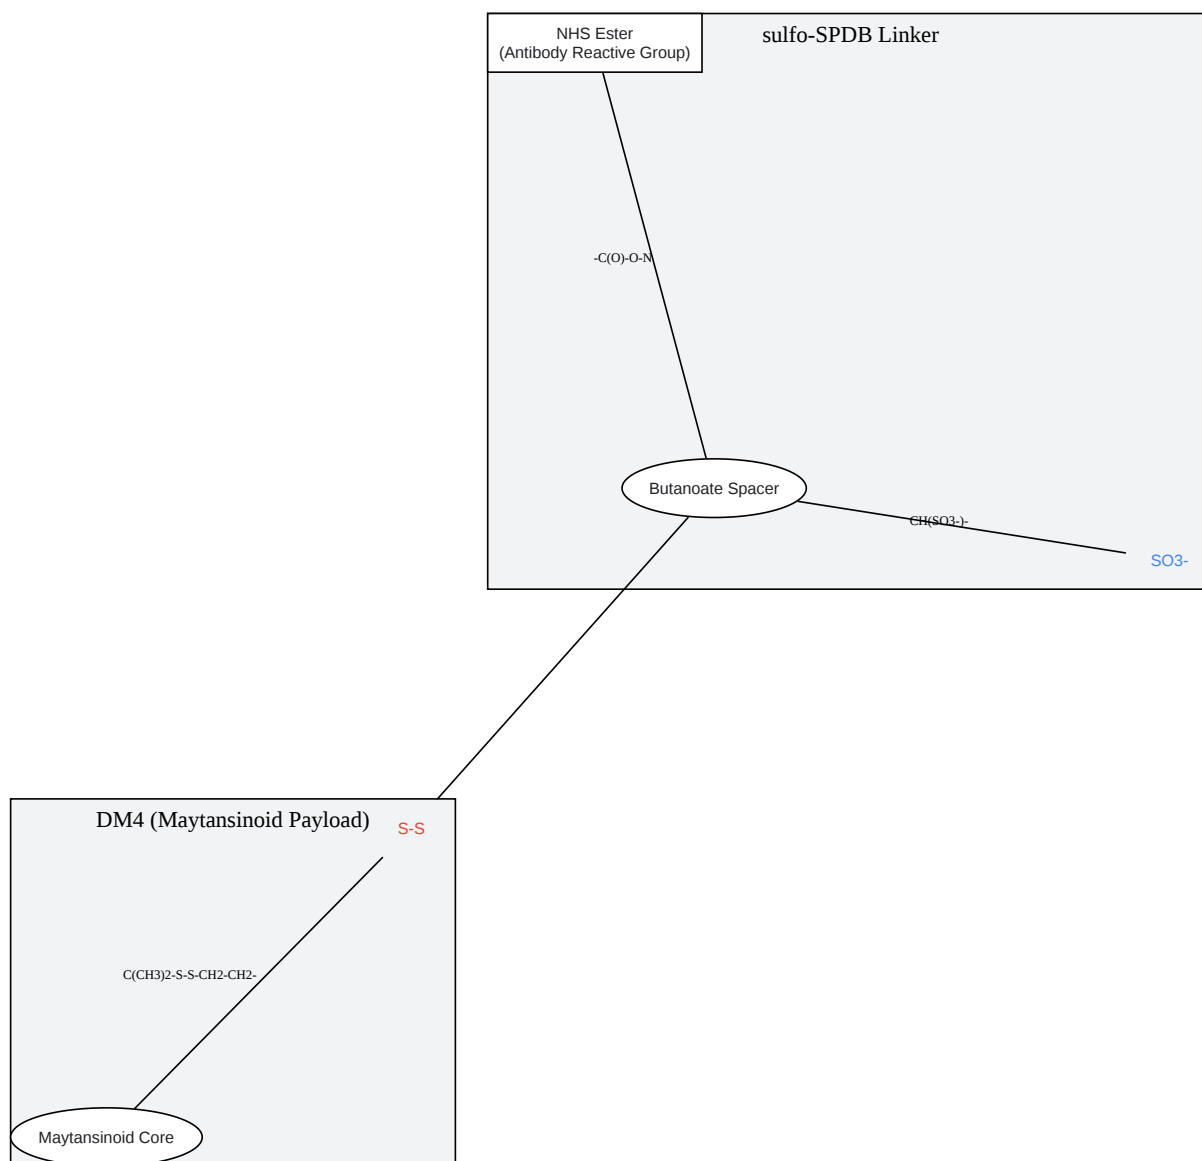 NHS Ester
(Antibody Reactive Group)
sulfo-SPDB Linker
-C(O)-O-N
Butanoate Spacer
CH(SO3-)-
SO3-
DM4 (Maytansinoid Payload)
S-S
C(CH3)2-S-S-CH2-CH2-
Maytansinoid Core